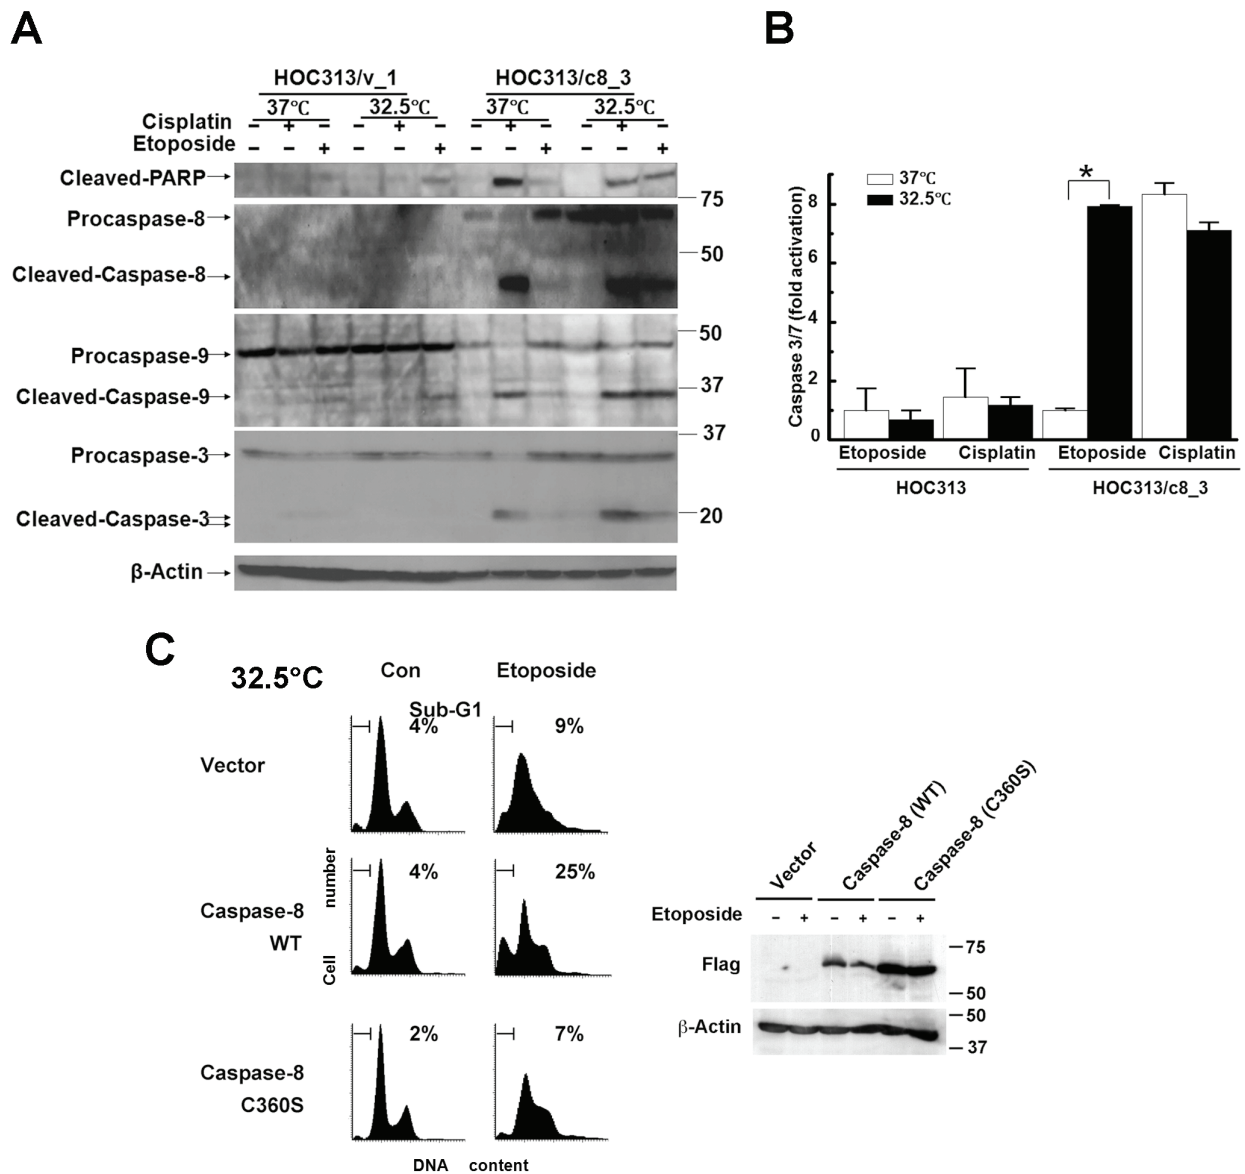 A
HOC313/v_1 HOC313/c8_3
37℃ 32.5℃ 37℃ 32.5℃
Cisplatin – + – – + – – + – – + –
Etoposide – – + – – + – – + – – +
Cleaved-PARP
75
Procaspase-8
50
Cleaved-Caspase-8
50
Procaspase-9
37
Cleaved-Caspase-9
37
Procaspase-3
Cleaved-Caspase-3
20
β-Actin
B
Caspase 3/7 (fold activation)
37℃
32.5℃
*
8
6
4
2
0
Etoposide Cisplatin Etoposide Cisplatin
HOC313 HOC313/c8_3
C
32.5°C
Con Etoposide
Sub-G1
Vector
4% 9%
Caspase-8
WT
4% 25%
Caspase-8
C360S
2% 7%
Cell number
DNA content
Vector
Caspase-8 (WT)
Caspase-8 (C360S)
Etoposide – + – + – +
Flag
75
50
β-Actin
50
37